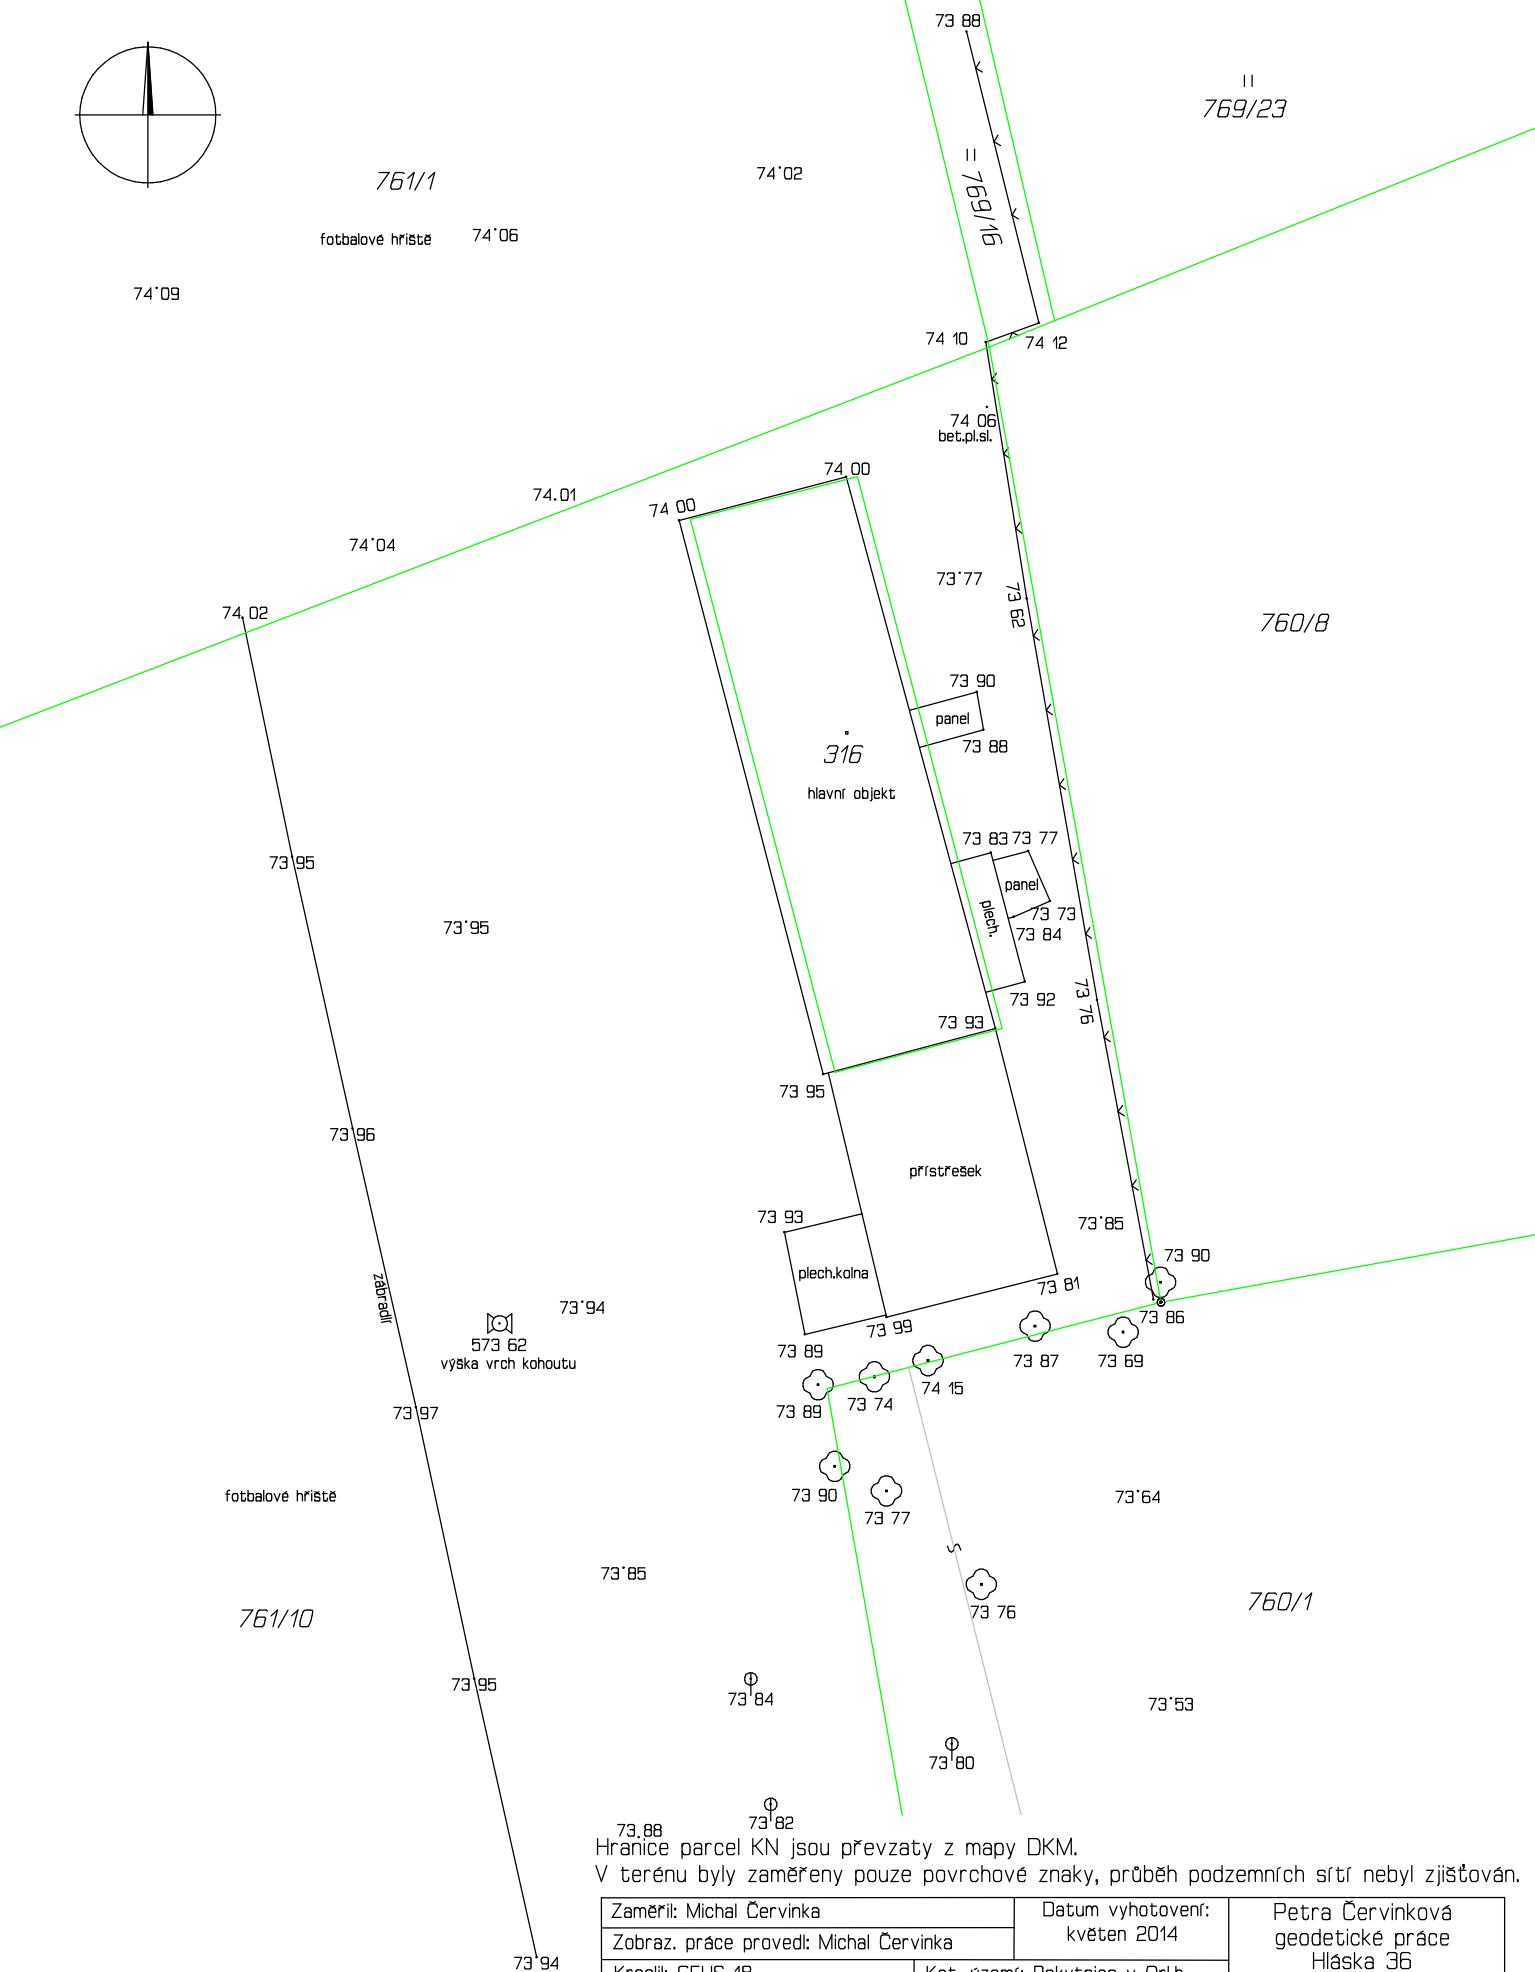 73 88
769/23
761/1
74 02
769/16
fotbalové hřiště
74 06
74 09
74 10
74 12
74 06
bet.pl.sl.
74 00
74.01
74 00
74 04
73 77
73 62
74.02
760/8
73 90
panel
73 88
316
hlavní objekt
73 83
73 77
73 95
panel
plech.
73 73
73 95
73 84
73 92
73 76
73 93
73 95
73 96
přístřešek
73 93
73 85
73 90
plech.kolna
zábradlí
73 81
73 94
73 86
573 62
73 99
výška vrch kohoutu
73 89
73 87
73 69
74 15
73 74
73 89
73 97
fotbalové hřiště
73 90
73 64
73 77
S
73 85
760/1
73 76
761/10
73 95
73 84
73 53
73 80
73 82
73.88
Hranice parcel KN jsou převzaty z mapy DKM.
V terénu byly zaměřeny pouze povrchové znaky, průběh podzemních sítí nebyl zjišťován.
Zaměřil: Michal Červinka
Datum vyhotovení:
květen 2014
Petra Červinková
geodetické práce
Hláska 36
Zobraz. práce provedl: Michal Červinka
73 94